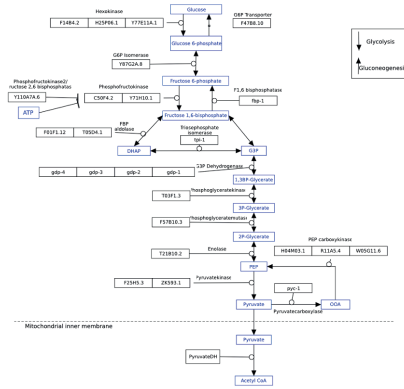 Hexokinase
F14B4.2 H25P06.1 Y77E11A.1
Glucose
G6P Transporter
F47B8.10
Glucose 6-phosphate
G6P Isomerase
Y87G2A.8
Glycolysis
Gluconeogenesi
Phosphofructokinase2/
ructose 2,6 bisphosphatas
Y110A7A.6
ATP
Fructose 6-phosphate
Phosphofructokinase
C50F4.2 Y71H10.1
F1,6 bisphosphatas
fbp-1
Fructose 1,6-bisphosphate
FBP
aldolase
F01F1.12 T05D4.1
Triosephosphate
isomerase
tpi-1
DHAP
G3P
G3P Dehydrogenase
gdp-4 gdp-3 gdp-2 gdp-1
1,3BP-Glycerate
Phosphoglyceratekinase
T03F1.3
3P-Glycerate
Phosphoglyceratemutase
F57B10.3
2P-Glycerate
Enolase
T21B10.2
PEP carboxykinase
H04M03.1 R11A5.4 W05G11.6
PEP
Pyruvatekinase
F25H5.3 ZK593.1
pyc-1
Pyruvate
OOA
Pyruvatecarboxylase
Mitochondrial inner membrane
Pyruvate
PyruvateDH
Acetyl CoA